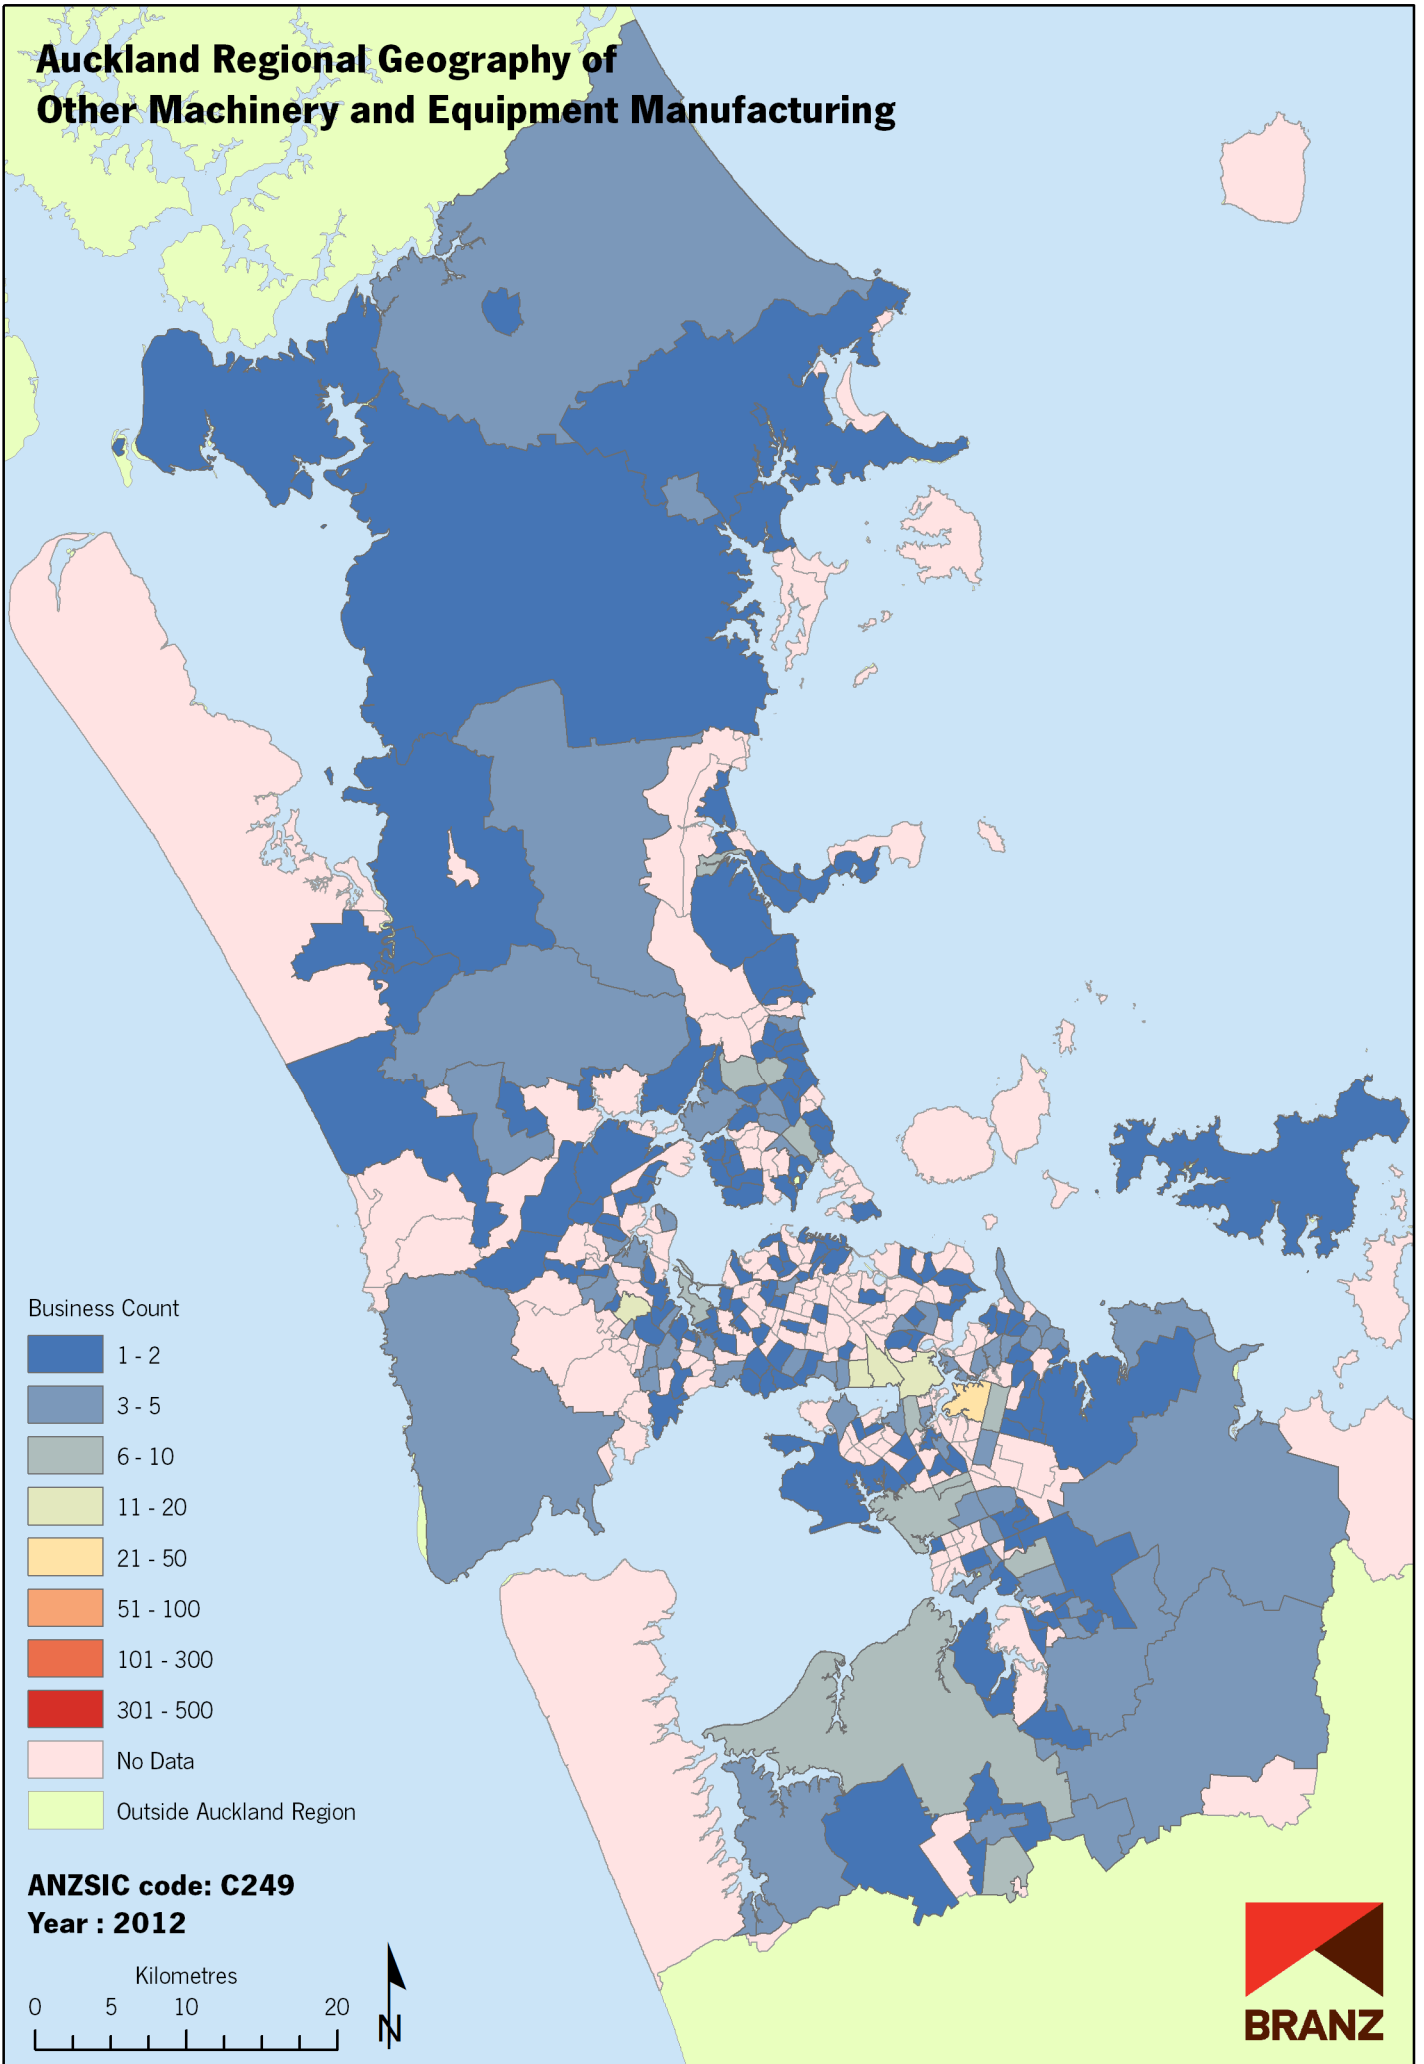 Auckland Regional Geography of
Other Machinery and Equipment Manufacturing
Business Count
1 - 2
3 - 5
6 - 10
11 - 20
21 - 50
51 - 100
101 - 300
301 - 500
No Data
Outside Auckland Region
ANZSIC code: C249
Year : 2012
Kilometres
0 5 10 20
N
BRANZ